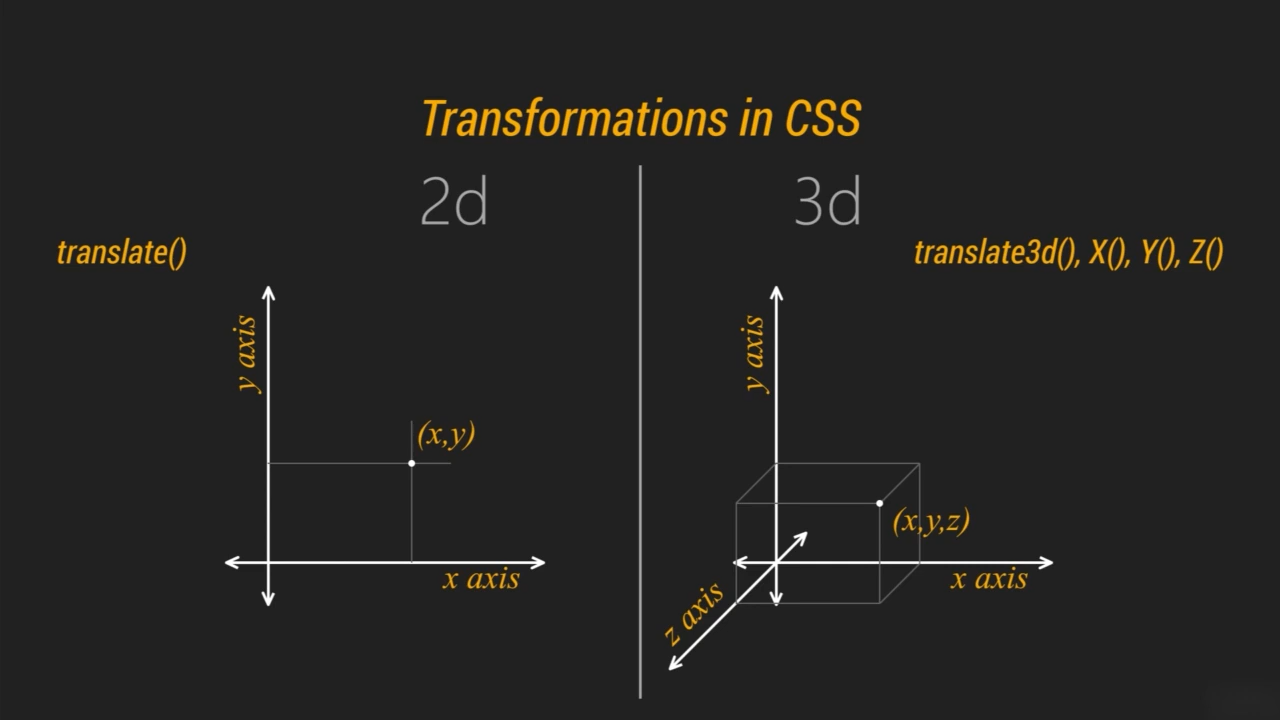 Transformations in CSS
2d
translate()
y axis
(x,y)
x axis
3d
translate3d(), X(), Y(), Z()
y axis
(x,y,z)
x axis
z axis